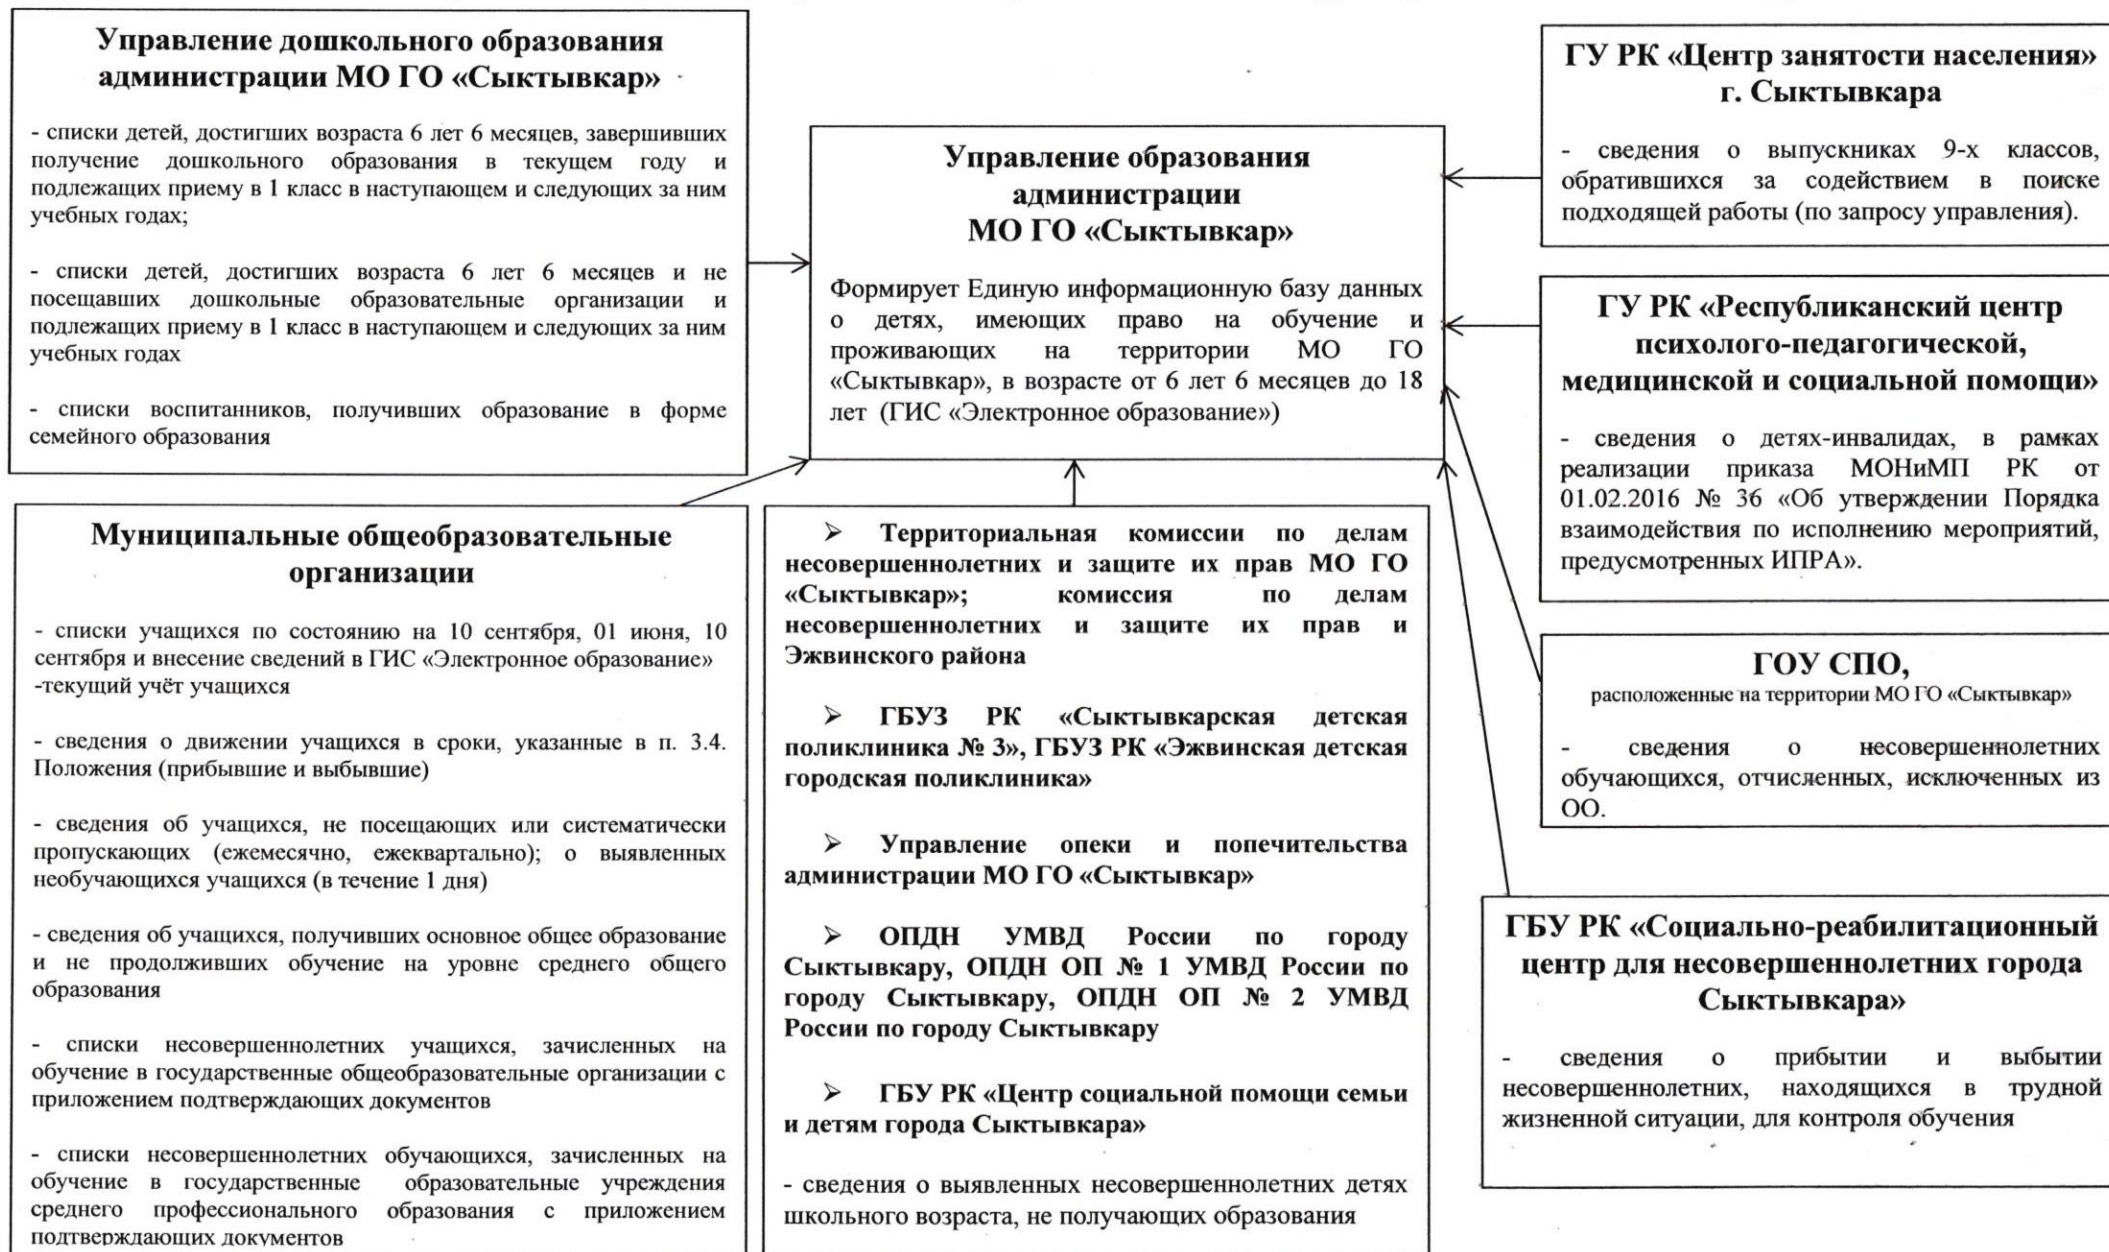 Управление дошкольного образования
администрации МО ГО «Сыктывкар»
- списки детей, достигших возраста 6 лет 6 месяцев, завершивших
получение дошкольного образования в текущем году и
подлежащих приему в 1 класс в наступающем и следующих за ним
учебных годах;
- списки детей, достигших возраста 6 лет 6 месяцев и не
посещавших дошкольные образовательные организации и
подлежащих приему в 1 класс в наступающем и следующих за ним
учебных годах
- списки воспитанников, получивших образование в форме
семейного образования
Муниципальные общеобразовательные
организации
- списки учащихся по состоянию на 10 сентября, 01 июня, 10
сентября и внесение сведений в ГИС «Электронное образование»
-текущий учёт учащихся
- сведения о движении учащихся в сроки, указанные в п. 3.4.
Положения (прибывшие и выбывшие)
- сведения об учащихся, не посещающих или систематически
пропускающих (ежемесячно, ежеквартально); о выявленных
необучающихся учащихся (в течение 1 дня)
- сведения об учащихся, получивших основное общее образование
и не продолживших обучение на уровне среднего общего
образования
- списки несовершеннолетних учащихся, зачисленных на
обучение в государственные общеобразовательные организации с
приложением подтверждающих документов
- списки несовершеннолетних обучающихся, зачисленных на
обучение в государственные образовательные учреждения
среднего профессионального образования с приложением
подтверждающих документов
Управление образования
администрации
МО ГО «Сыктывкар»
Формирует Единую информационную базу данных
о детях, имеющих право на обучение и
проживающих на территории МО ГО
«Сыктывкар», в возрасте от 6 лет 6 месяцев до 18
лет (ГИС «Электронное образование»)
➢ Территориальная комиссии по делам
несовершеннолетних и защите их прав МО ГО
«Сыктывкар»; комиссия по делам
несовершеннолетних и защите их прав и
Эжвинского района
➢ ГБУЗ РК «Сыктывкарская детская
поликлиника № 3», ГБУЗ РК «Эжвинская детская
городская поликлиника»
➢ Управление опеки и попечительства
администрации МО ГО «Сыктывкар»
➢ ОПДН УМВД России по городу
Сыктывкару, ОПДН ОП № 1 УМВД России по
городу Сыктывкару, ОПДН ОП № 2 УМВД
России по городу Сыктывкару
➢ ГБУ РК «Центр социальной помощи семьи
и детям города Сыктывкара»
- сведения о выявленных несовершеннолетних детях
школьного возраста, не получающих образования
ГУ РК «Центр занятости населения»
г. Сыктывкара
- сведения о выпускниках 9-х классов,
обратившихся за содействием в поиске
подходящей работы (по запросу управления).
ГУ РК «Республиканский центр
психолого-педагогической,
медицинской и социальной помощи»
- сведения о детях-инвалидах, в рамках
реализации приказа МОНиМП РК от
01.02.2016 № 36 «Об утверждении Порядка
взаимодействия по исполнению мероприятий,
предусмотренных ИПРА».
ГОУ СПО,
расположенные на территории МО ГО «Сыктывкар»
- сведения о несовершеннолетних
обучающихся, отчисленных, исключенных из
ОО.
ГБУ РК «Социально-реабилитационный
центр для несовершеннолетних города
Сыктывкара»
- сведения о прибытии и выбытии
несовершеннолетних, находящихся в трудной
жизненной ситуации, для контроля обучения